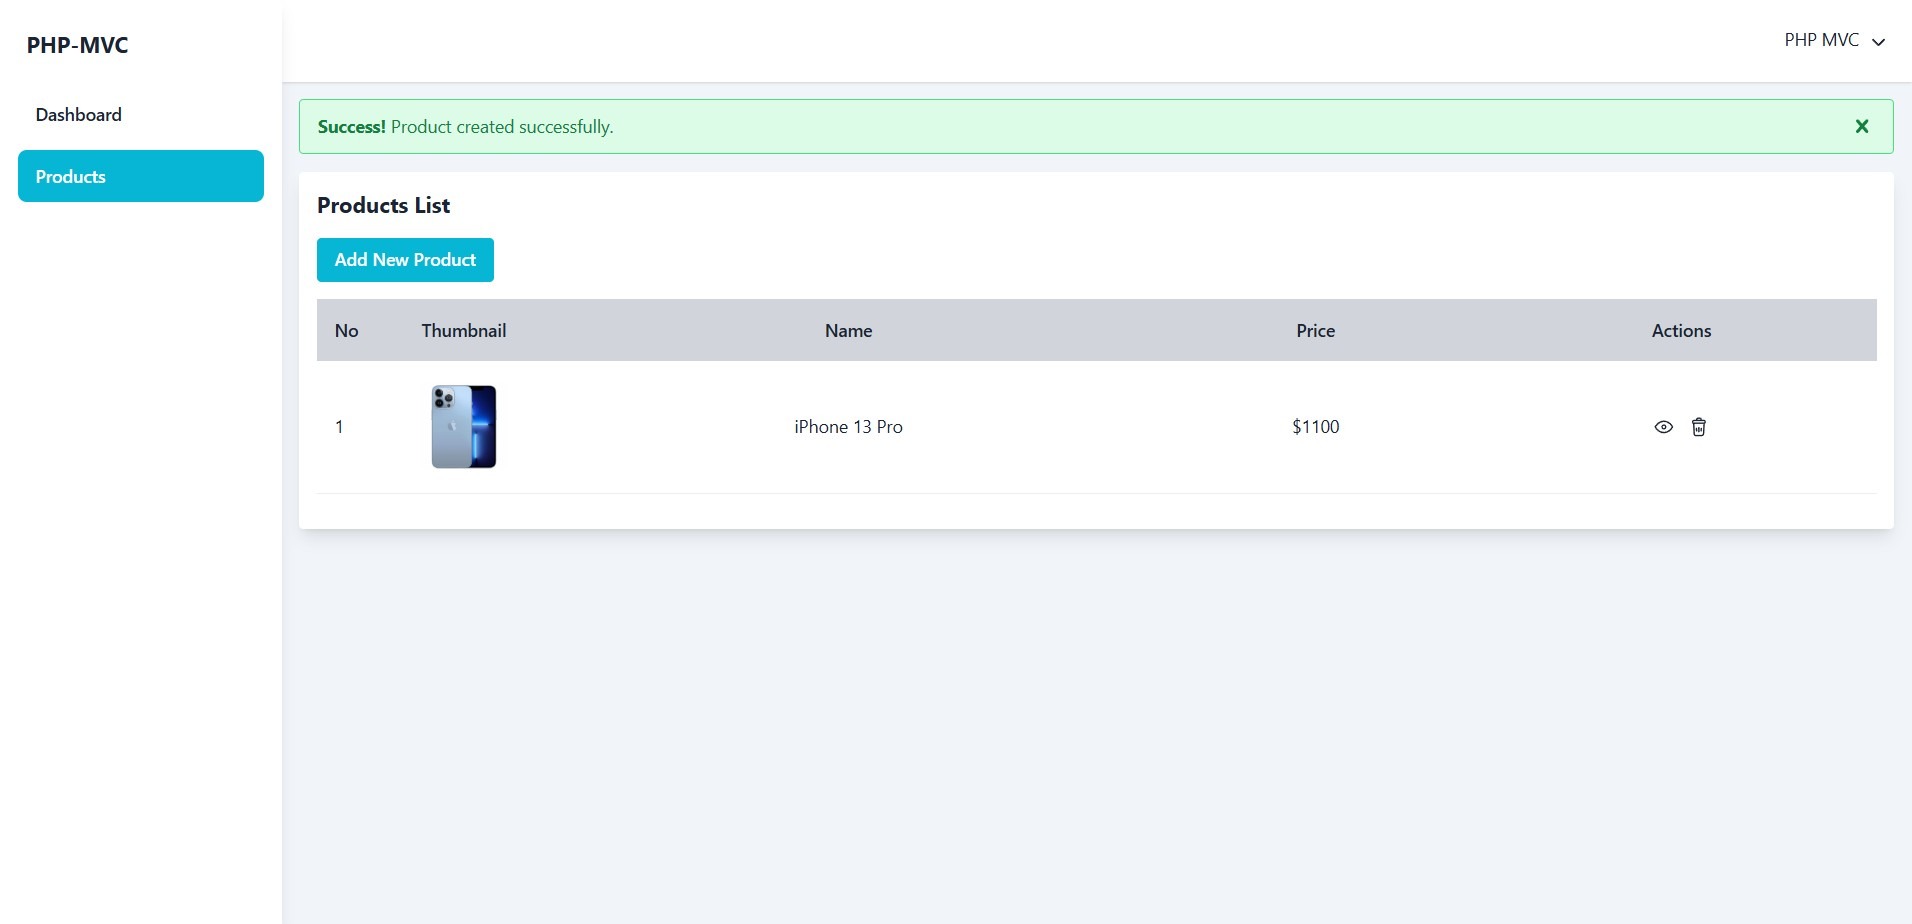 PHP-MVC
PHP MVC
Dashboard
Products
Success! Product created successfully.
Products List
Add New Product
No Thumbnail Name Price Actions
1 iPhone 13 Pro $1100